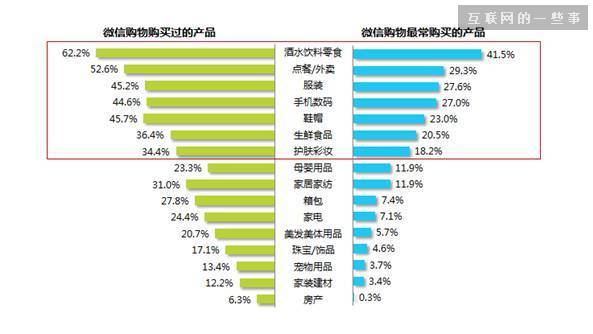 互联网的一些事
微信购物购买过的产品 微信购物最常购买的产品
62.2% 酒水饮料零食 41.5%
52.6% 点餐/外卖 29.3%
45.2% 服装 27.6%
44.6% 手机数码 27.0%
45.7% 鞋帽 23.0%
36.4% 生鲜食品 20.5%
34.4% 护肤彩妆 18.2%
23.3% 母婴用品 11.9%
31.0% 家居家纺 11.9%
27.8% 箱包 7.4%
24.4% 家电 7.1%
20.7% 美发美体用品 5.7%
17.1% 珠宝/饰品 4.6%
13.4% 宠物用品 3.7%
12.2% 家装建材 3.4%
6.3% 房产 0.3%